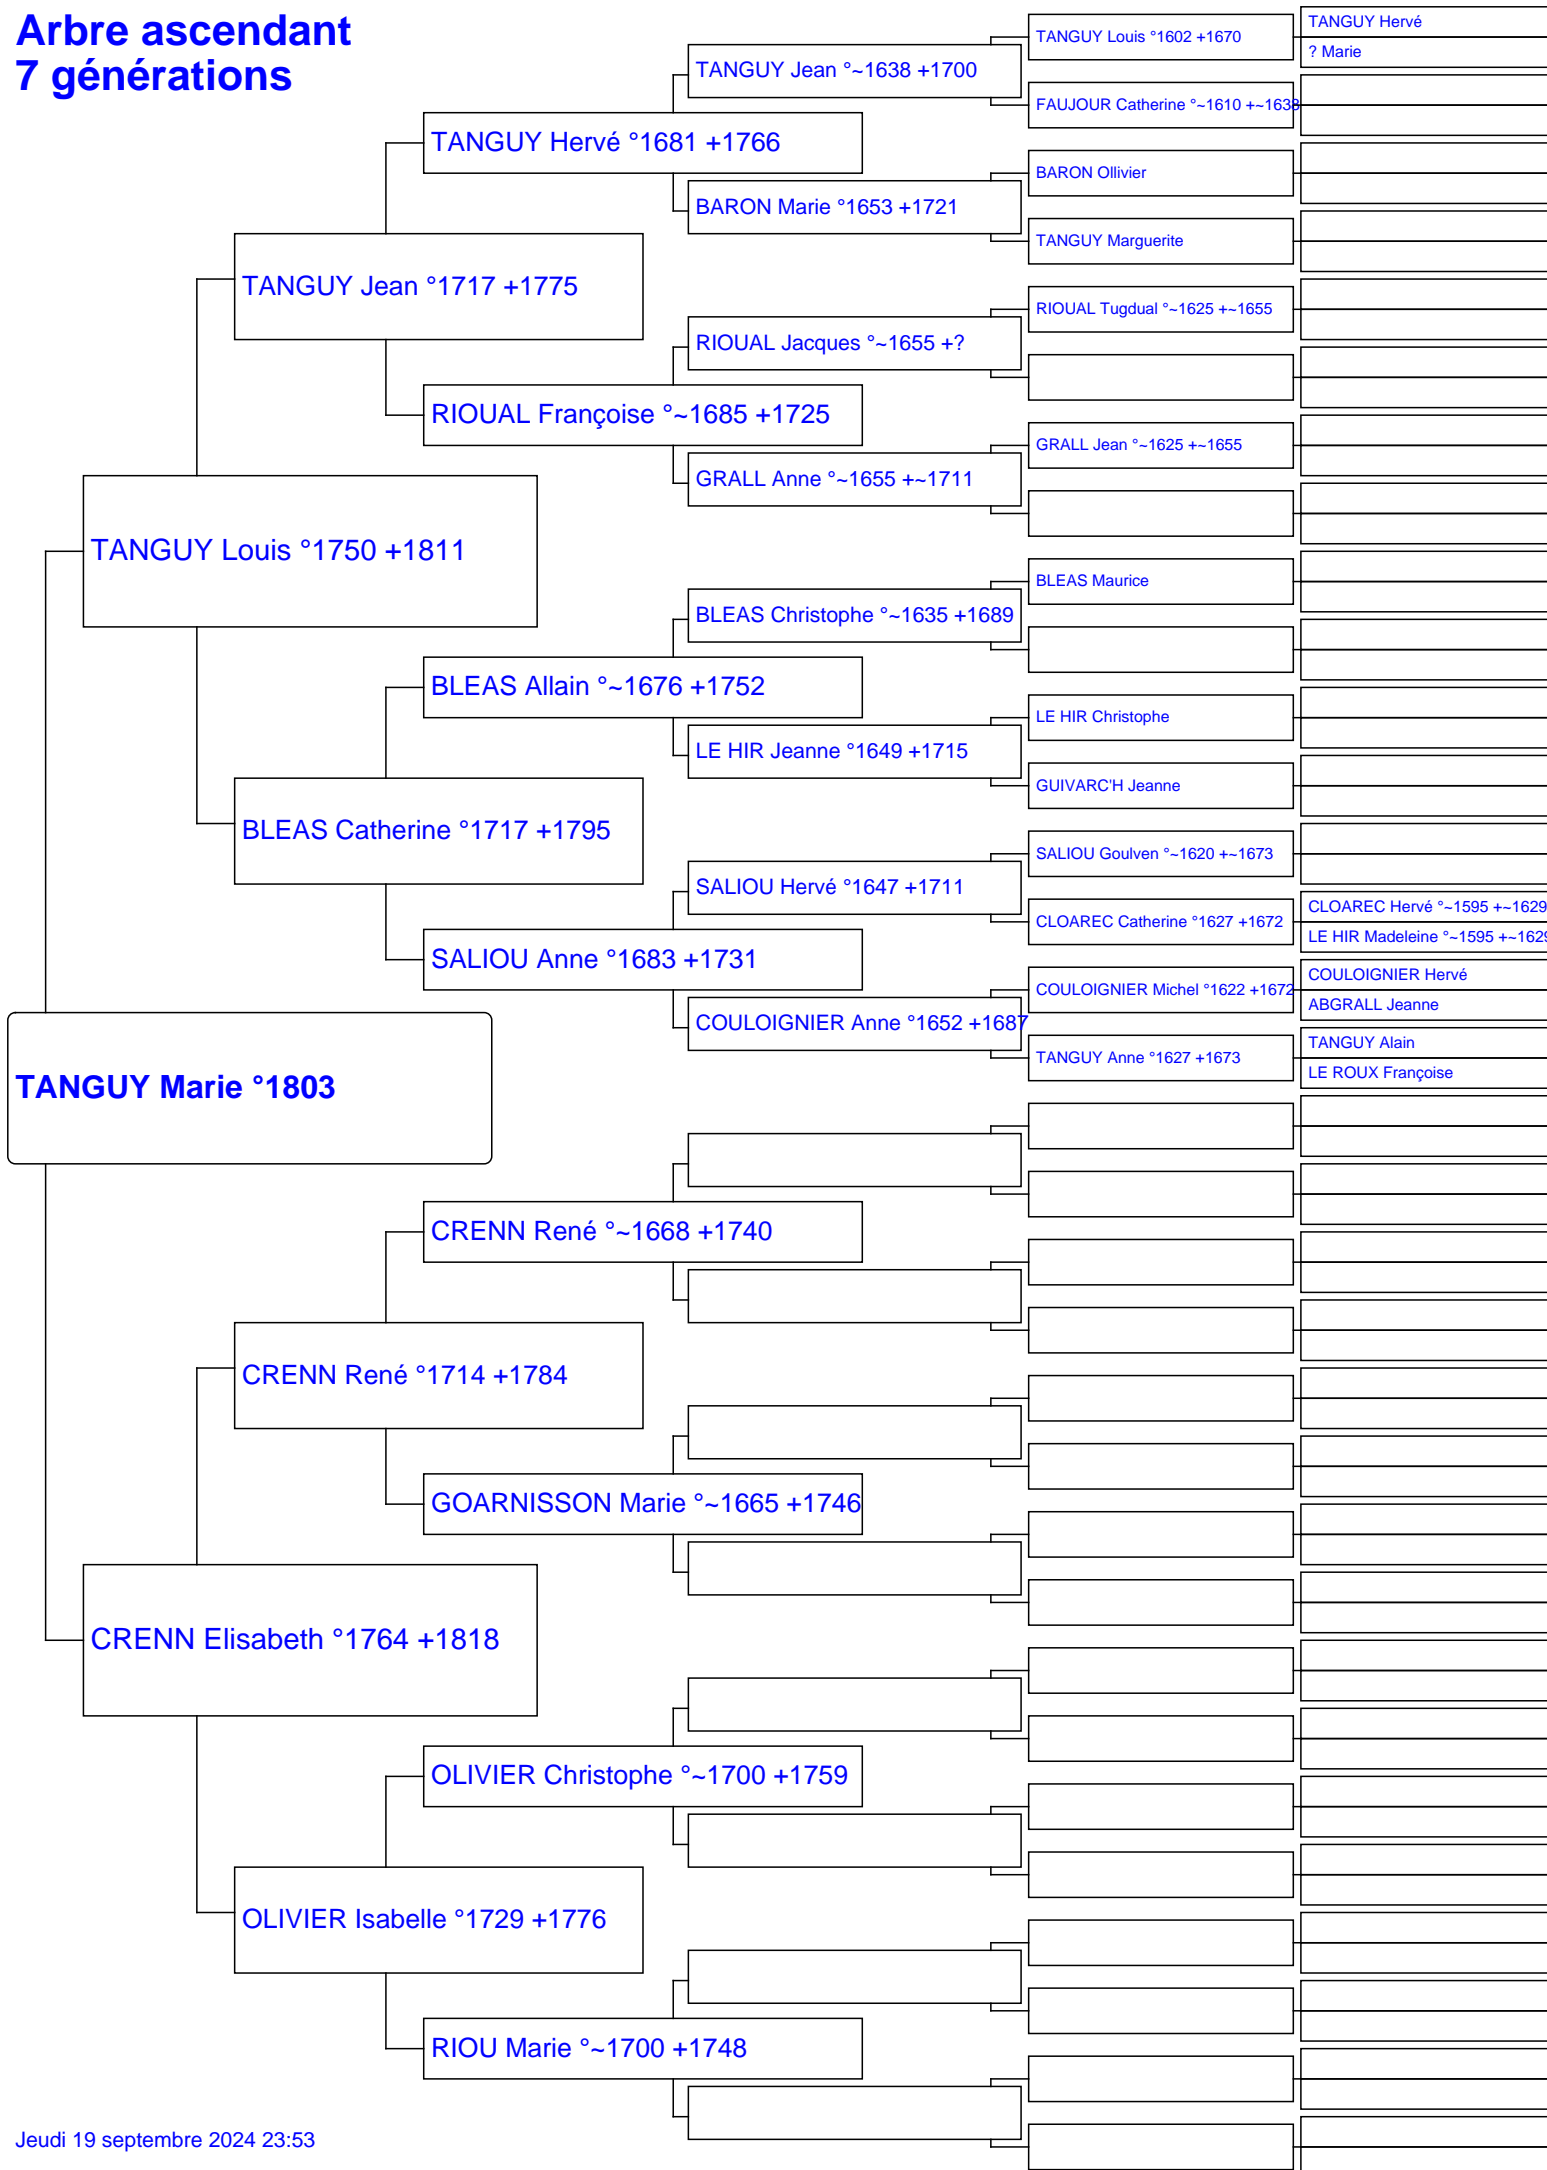 Arbre ascendant
7 générations
TANGUY Marie °1803
TANGUY Louis °1750 +1811
CRENN Elisabeth °1764 +1818
TANGUY Jean °1717 +1775
BLEAS Catherine °1717 +1795
CRENN René °1714 +1784
OLIVIER Isabelle °1729 +1776
TANGUY Hervé °1681 +1766
RIOUAL Françoise °~1685 +1725
BLEAS Allain °~1676 +1752
SALIOU Anne °1683 +1731
CRENN René °~1668 +1740
GOARNISSON Marie °~1665 +1746
OLIVIER Christophe °~1700 +1759
RIOU Marie °~1700 +1748
TANGUY Jean °~1638 +1700
BARON Marie °1653 +1721
RIOUAL Jacques °~1655 +?
GRALL Anne °~1655 +~1711
BLEAS Christophe °~1635 +1689
LE HIR Jeanne °1649 +1715
SALIOU Hervé °1647 +1711
COULOIGNIER Anne °1652 +1687
TANGUY Louis °1602 +1670
FAUJOUR Catherine °~1610 +~1638
BARON Ollivier
TANGUY Marguerite
RIOUAL Tugdual °~1625 +~1655
GRALL Jean °~1625 +~1655
BLEAS Maurice
LE HIR Christophe
GUIVARC'H Jeanne
SALIOU Goulven °~1620 +~1673
CLOAREC Catherine °1627 +1672
COULOIGNIER Michel °1622 +1672
TANGUY Anne °1627 +1673
TANGUY Hervé
? Marie
CLOAREC Hervé °~1595 +~1629
LE HIR Madeleine °~1595 +~1629
COULOIGNIER Hervé
ABGRALL Jeanne
TANGUY Alain
LE ROUX Françoise
Jeudi 19 septembre 2024 23:53